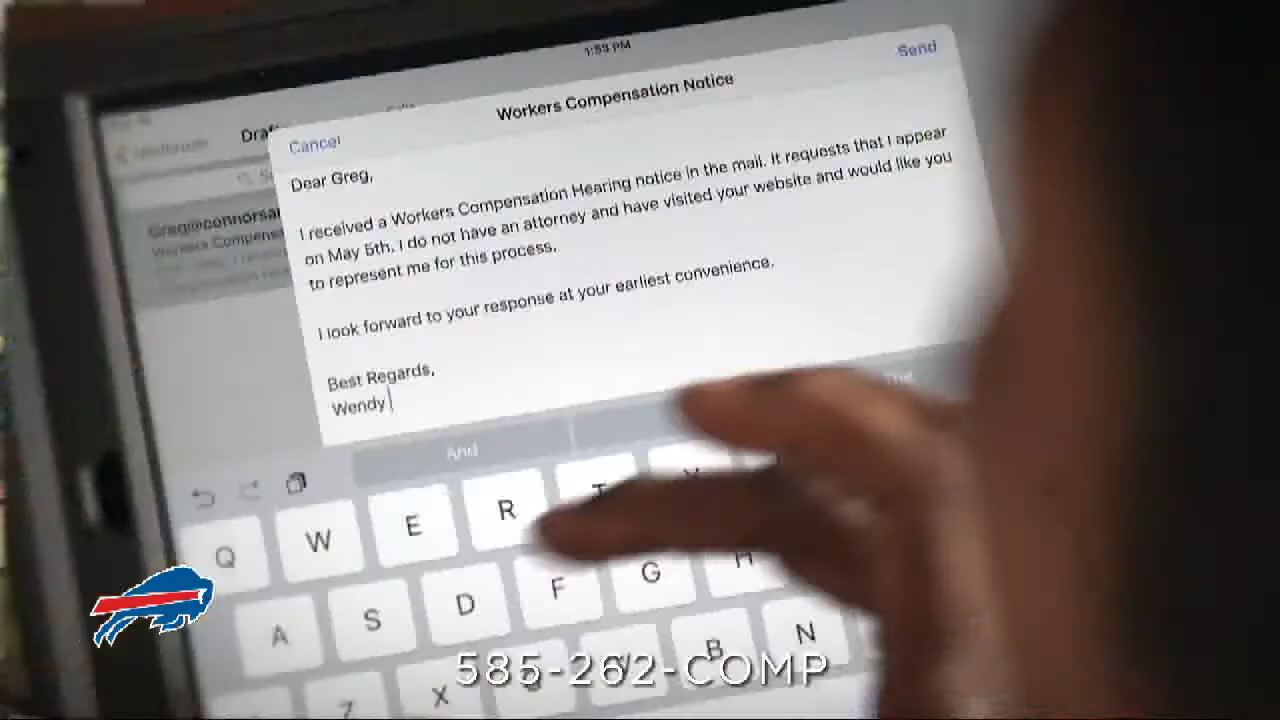 1:53 PM
Send
Workers Compensation Notice
Cancel
Dear Greg,
I received a Workers Compensation Hearing notice in the mail. It requests that I appear
on May 5th. I do not have an attorney and have visited your website and would like you
to represent me for this process.
I look forward to your response at your earliest convenience.
Best Regards,
Wendy
Workers Compens
And
Q W E R T Y
A S D F G H
Z X V B N
585-262-COMP